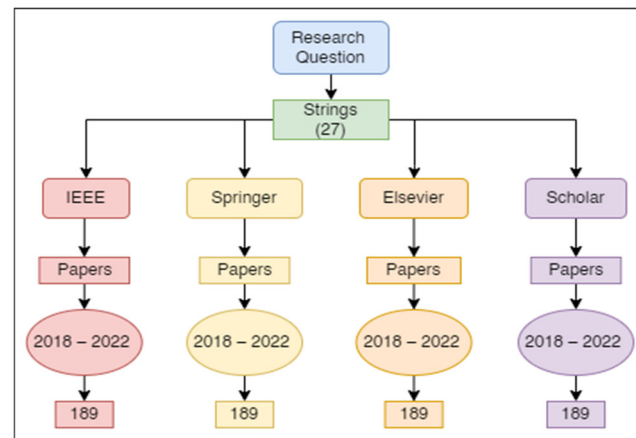 Research
Question
Strings
(27)
IEEE
Springer
Elsevier
Scholar
Papers
Papers
Papers
Papers
2018 – 2022
2018 – 2022
2018 – 2022
2018 – 2022
189
189
189
189